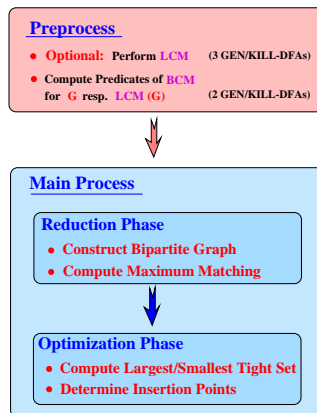 Preprocess
• Optional: Perform LCM (3 GEN/KILL-DFAs)
• Compute Predicates of BCM
for G resp. LCM (G) (2 GEN/KILL-DFAs)
Main Process
Reduction Phase
• Construct Bipartite Graph
• Compute Maximum Matching
Optimization Phase
• Compute Largest/Smallest Tight Set
• Determine Insertion Points